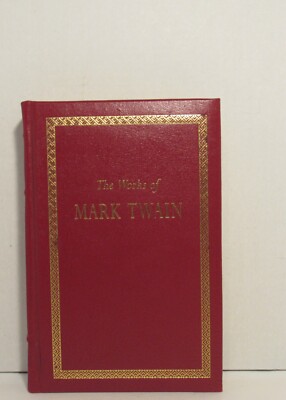 The Works of
MARK TWAIN